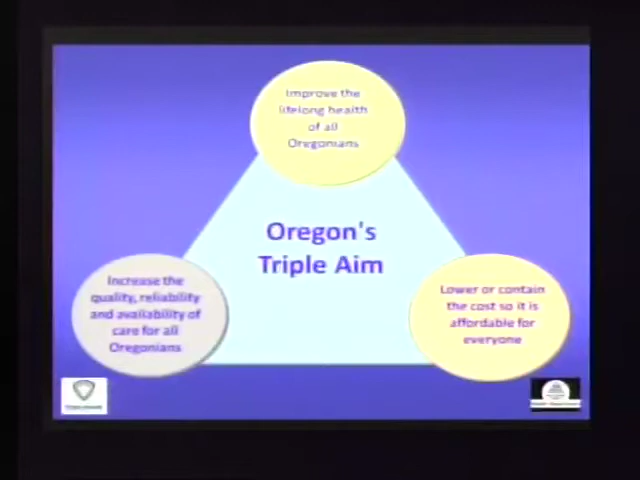 Improve the
lifelong health
of all
Oregonians
Oregon's
Triple Aim
Increase the
quality, reliability
and availability of
care for all
Oregonians
Lower or contain
the cost so it is
affordable for
everyone